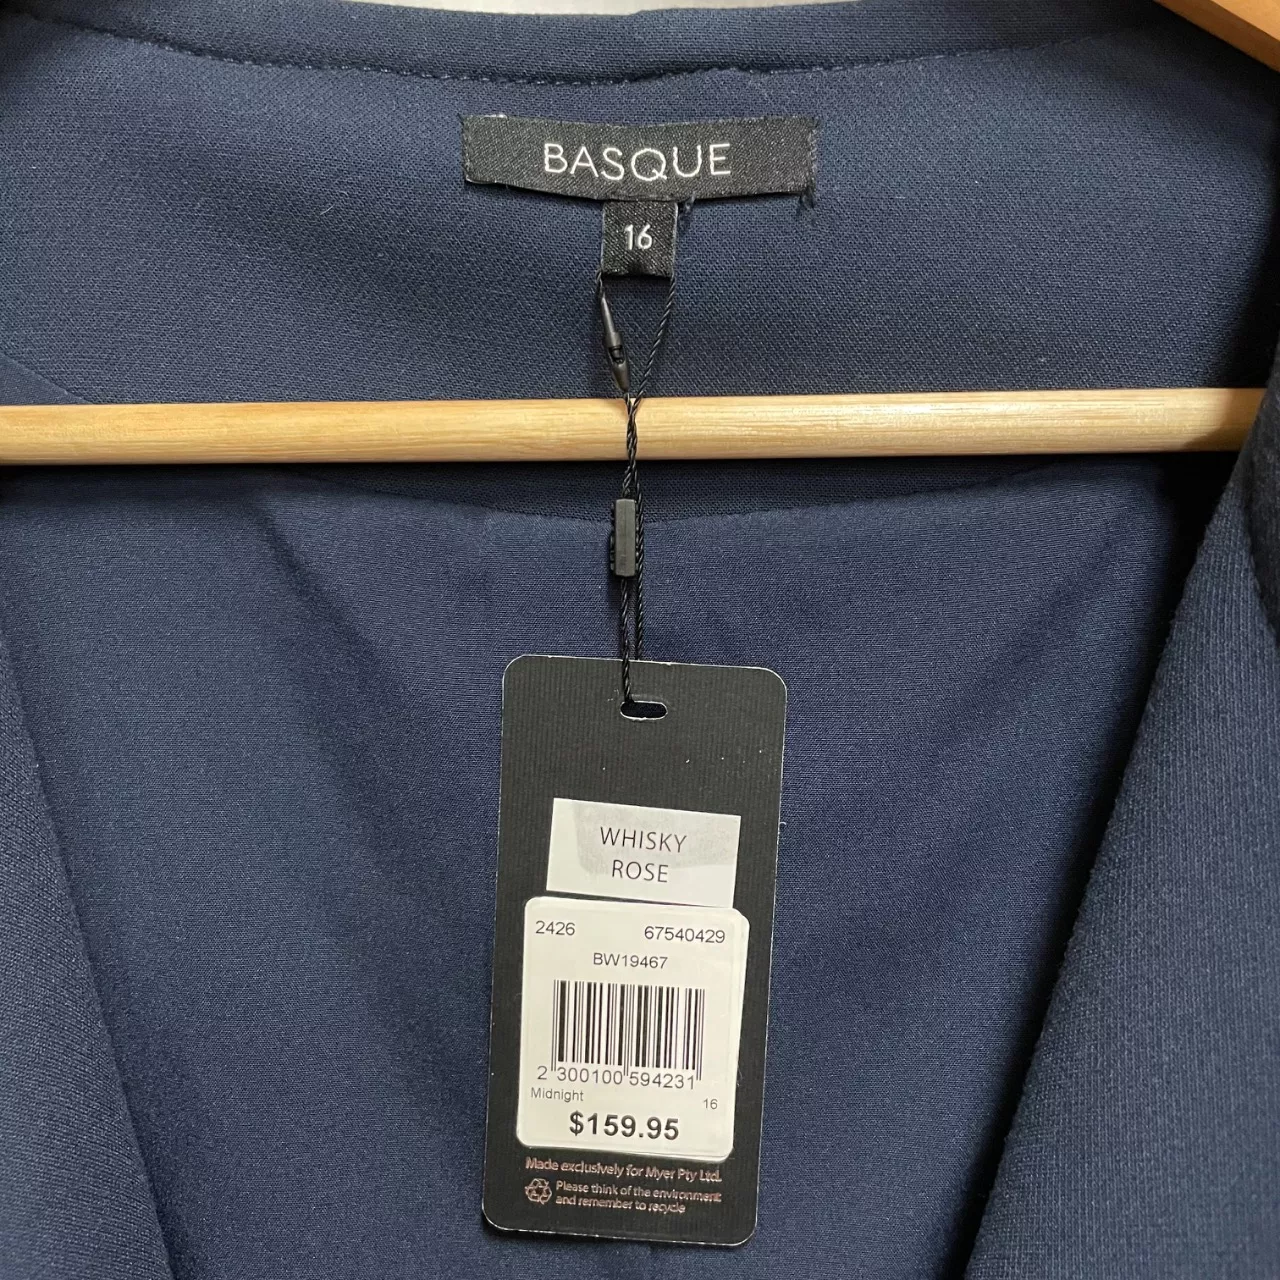 BASQUE
16
WHISKY
ROSE
2426 67540429
BW19467
2 300100 594231
Midnight 16
$159.95
Made exclusively for Myer Pty Ltd.
Please think of the environment
and remember to recycle